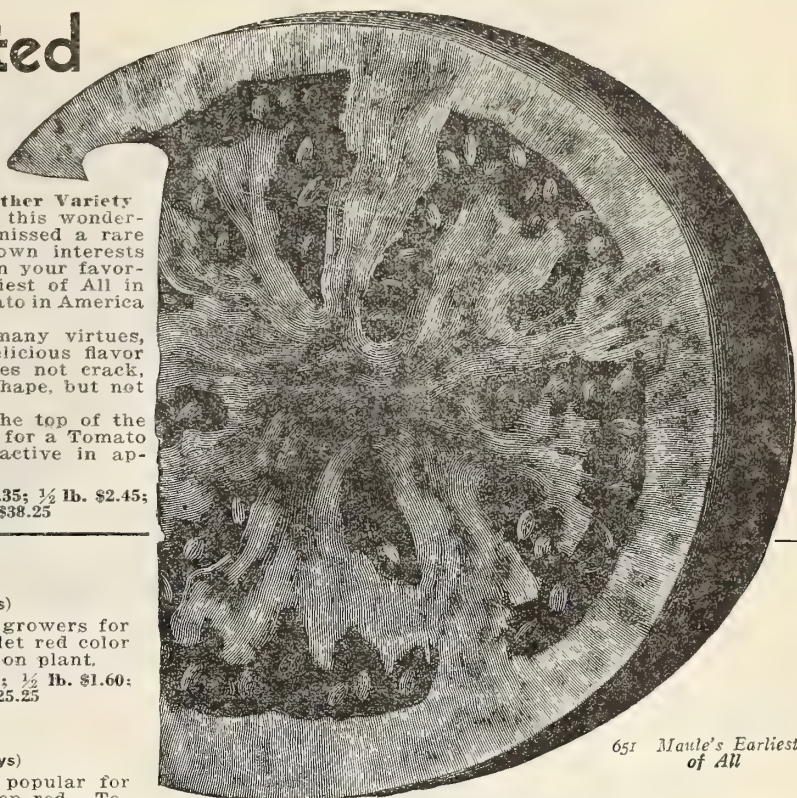 ted
ther Variety
this wonder-
missed a rare
own interests
n your favor-
iest of All in
ato in America
many virtues,
elicious flavor
es not crack,
hape, but not
he top of the
for a Tomato
active in ap-
.35; ½ lb. $2.45;
$38.25
s)
growers for
let red color
on plant.
; ½ lb. $1.60;
25.25
ys)
popular for
651 Maule's Earliest
of All